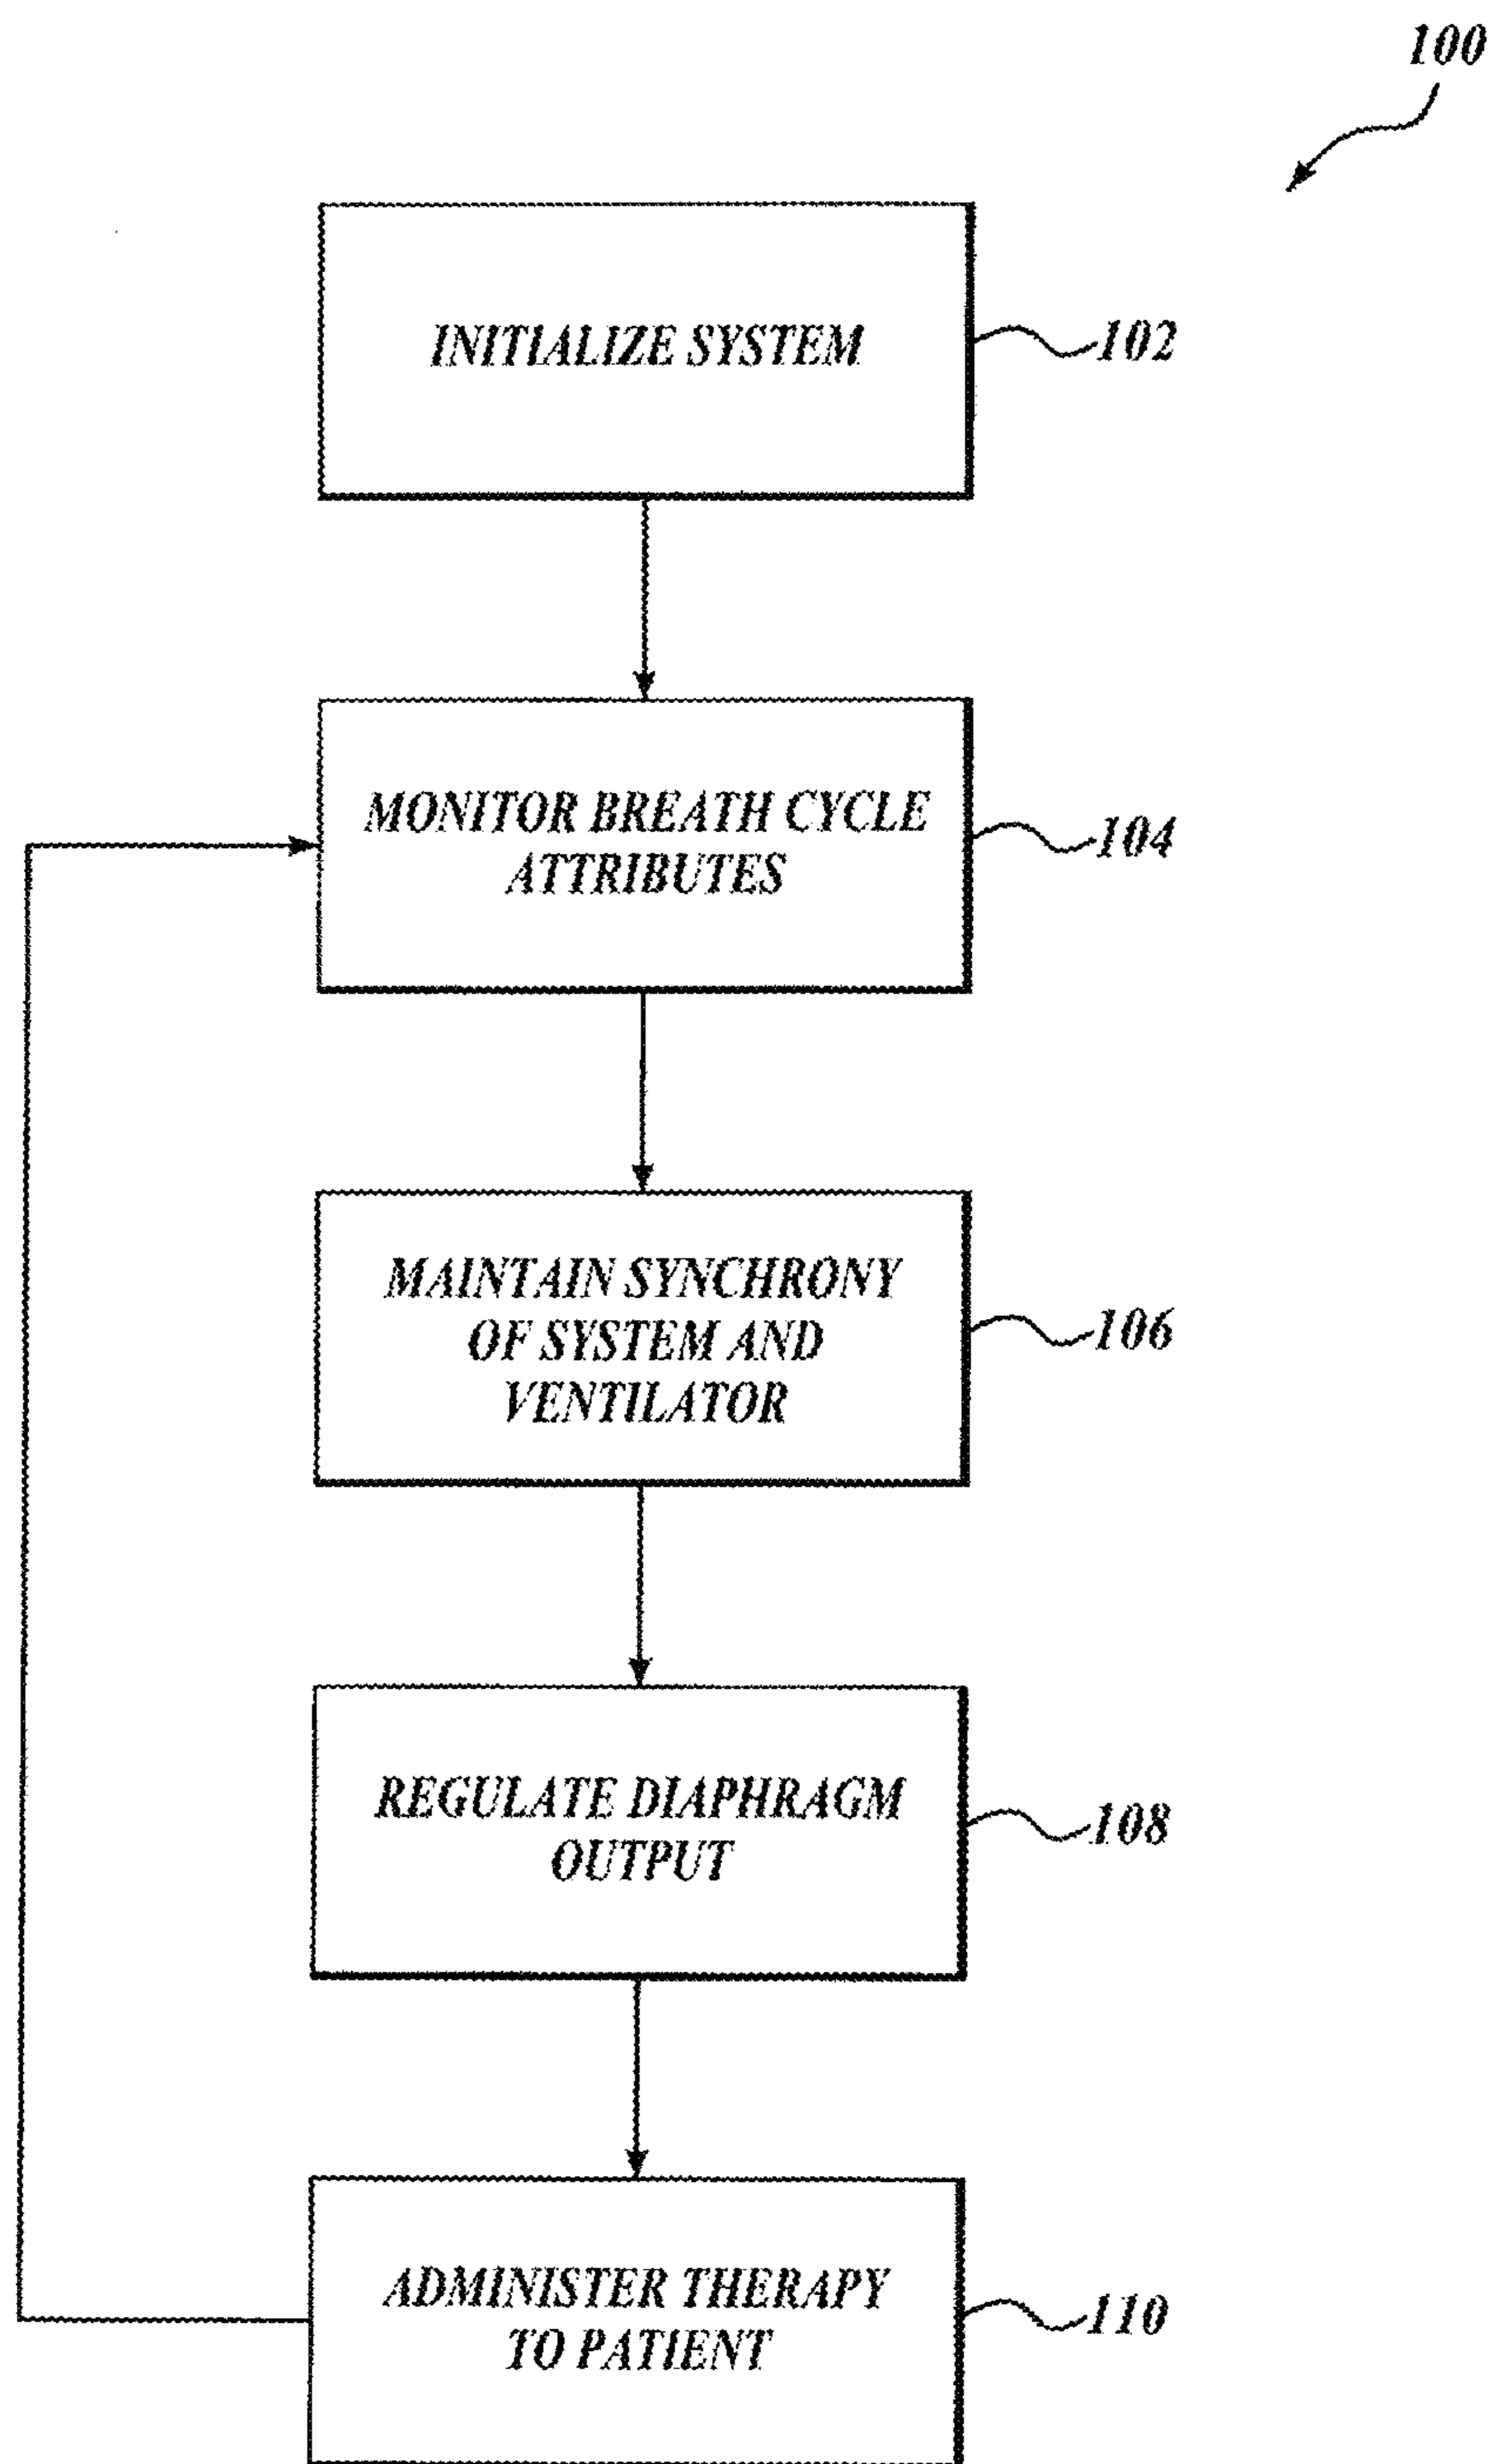 100
INITIALIZE SYSTEM
102
MONITOR BREATH CYCLE
ATTRIBUTES
104
MAINTAIN SYNCHRONY
OF SYSTEM AND
VENTILATOR
106
REGULATE DIAPHRAGM
OUTPUT
108
ADMINISTER THERAPY
TO PATIENT
110